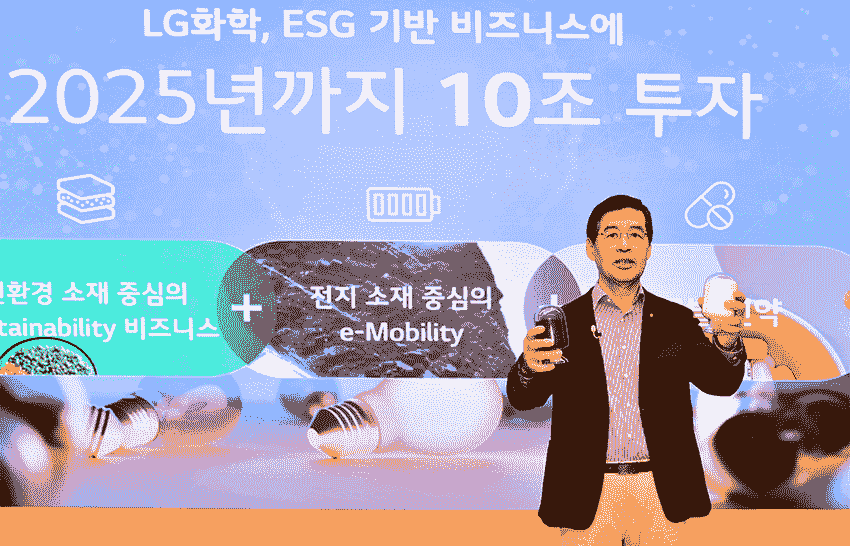 LG화학, ESG 기반 비즈니스에
2025년까지 10조 투자
환경 소재 중심의
tainability 비즈니스
+
전지 소재 중심의
e-Mobility
+
신약